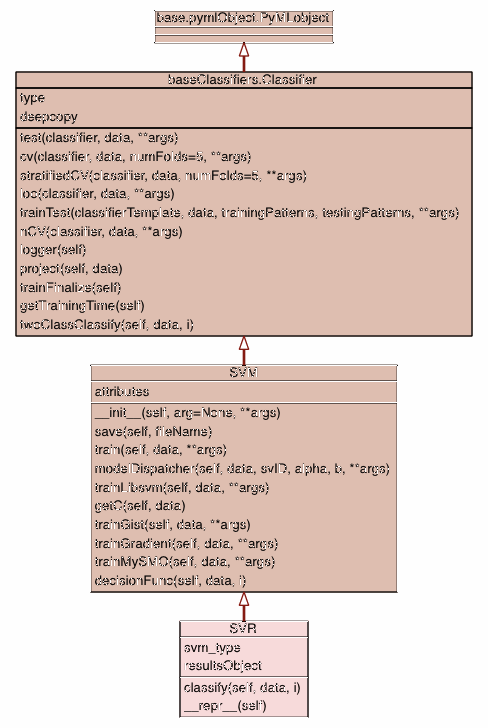 base.pymlObject.PyMLobject
baseClassifiers.Classifier
type
deepcopy
test(classifier, data, **args)
cv(classifier, data, numFolds=5, **args)
stratifiedCV(classifier, data, numFolds=5, **args)
loo(classifier, data, **args)
trainTest(classifierTemplate, data, trainingPatterns, testingPatterns, **args)
nCV(classifier, data, **args)
logger(self)
project(self, data)
trainFinalize(self)
getTrainingTime(self)
twoClassClassify(self, data, i)
SVM
attributes
__init__(self, arg=None, **args)
save(self, fileName)
train(self, data, **args)
modelDispatcher(self, data, svID, alpha, b, **args)
trainLibsvm(self, data, **args)
getC(self, data)
trainGist(self, data, **args)
trainGradient(self, data, **args)
trainMySMO(self, data, **args)
decisionFunc(self, data, i)
SVR
svm_type
resultsObject
classify(self, data, i)
__repr__(self)